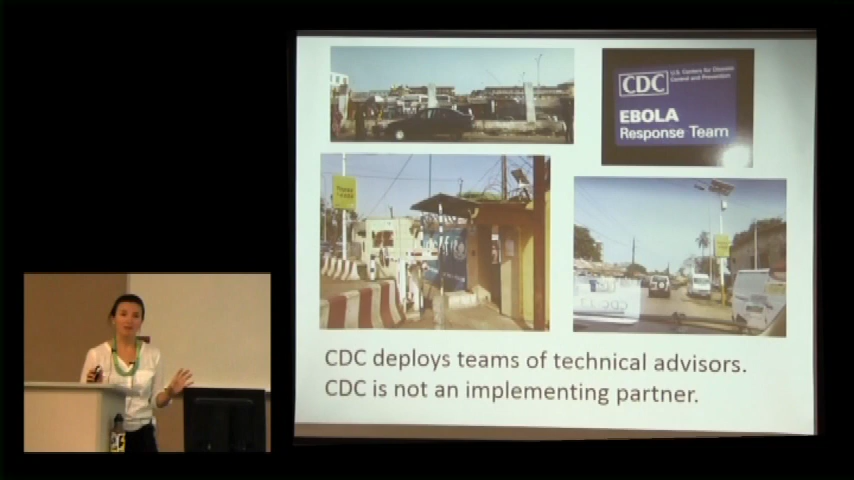 CDC
U.S. Centers for Disease
Control and Prevention
EBOLA
Response Team
CDC deploys teams of technical advisors.
CDC is not an implementing partner.